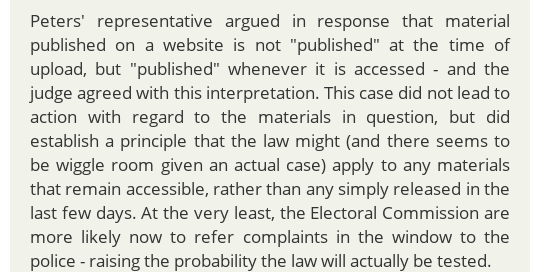 Peters' representative argued in response that material
published on a website is not "published" at the time of
upload, but "published" whenever it is accessed - and the
judge agreed with this interpretation. This case did not lead to
action with regard to the materials in question, but did
establish a principle that the law might (and there seems to
be wiggle room given an actual case) apply to any materials
that remain accessible, rather than any simply released in the
last few days. At the very least, the Electoral Commission are
more likely now to refer complaints in the window to the
police - raising the probability the law will actually be tested.